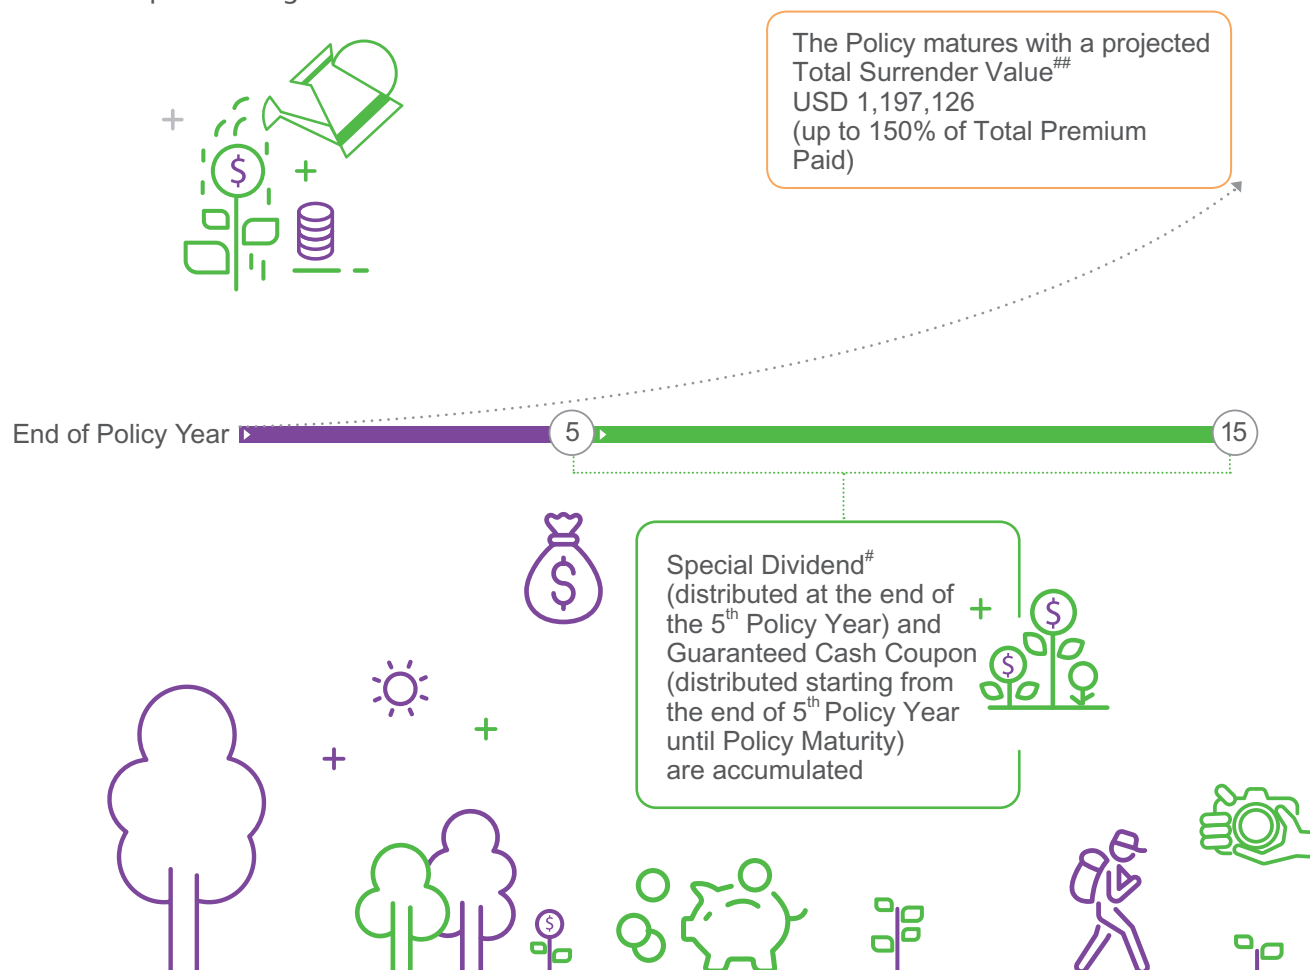 The Policy matures with a projected
Total Surrender Value##
USD 1,197,126
(up to 150% of Total Premium
Paid)
$
End of Policy Year
5
15
$
Special Dividend#
(distributed at the end of
the 5th Policy Year) and
Guaranteed Cash Coupon
(distributed starting from
the end of 5th Policy Year
until Policy Maturity)
are accumulated
$
$
$